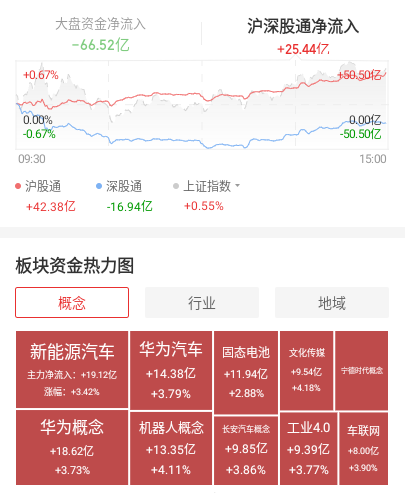 大盘资金净流入
-66.52亿
沪深股通净流入
+25.44亿
+0.67%
+50.50亿
0.00%
0.00亿
-0.67%
-50.50亿
09:30
15:00
沪股通
深股通
上证指数
+42.38亿
-16.94亿
+0.55%
板块资金热力图
概念
行业
地域
新能源汽车
主力净流入：+19.12亿
涨幅：+3.42%
华为汽车
+14.38亿
+3.79%
固态电池
+11.94亿
+2.88%
文化传媒
+9.54亿
+4.18%
宁德时代概念
华为概念
+18.62亿
+3.73%
机器人概念
+13.35亿
+4.11%
长安汽车概念
+9.85亿
+3.86%
工业4.0
+9.39亿
+3.77%
车联网
+8.00亿
+3.90%